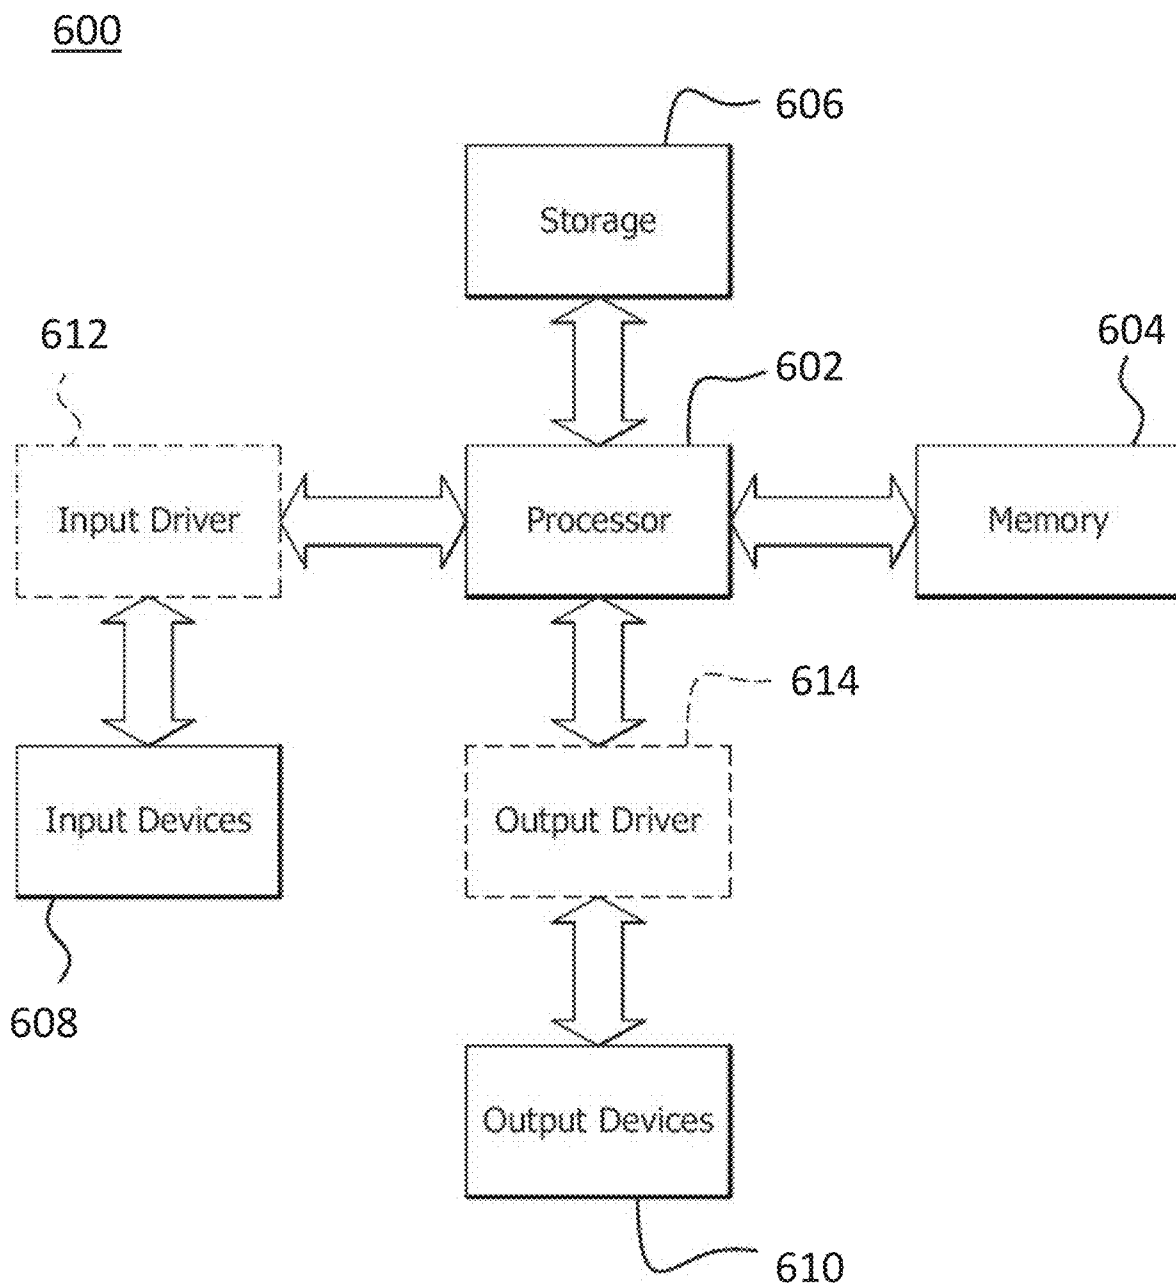 600
606
Storage
612
602
604
Input Driver
Processor
Memory
614
Input Devices
Output Driver
608
Output Devices
610